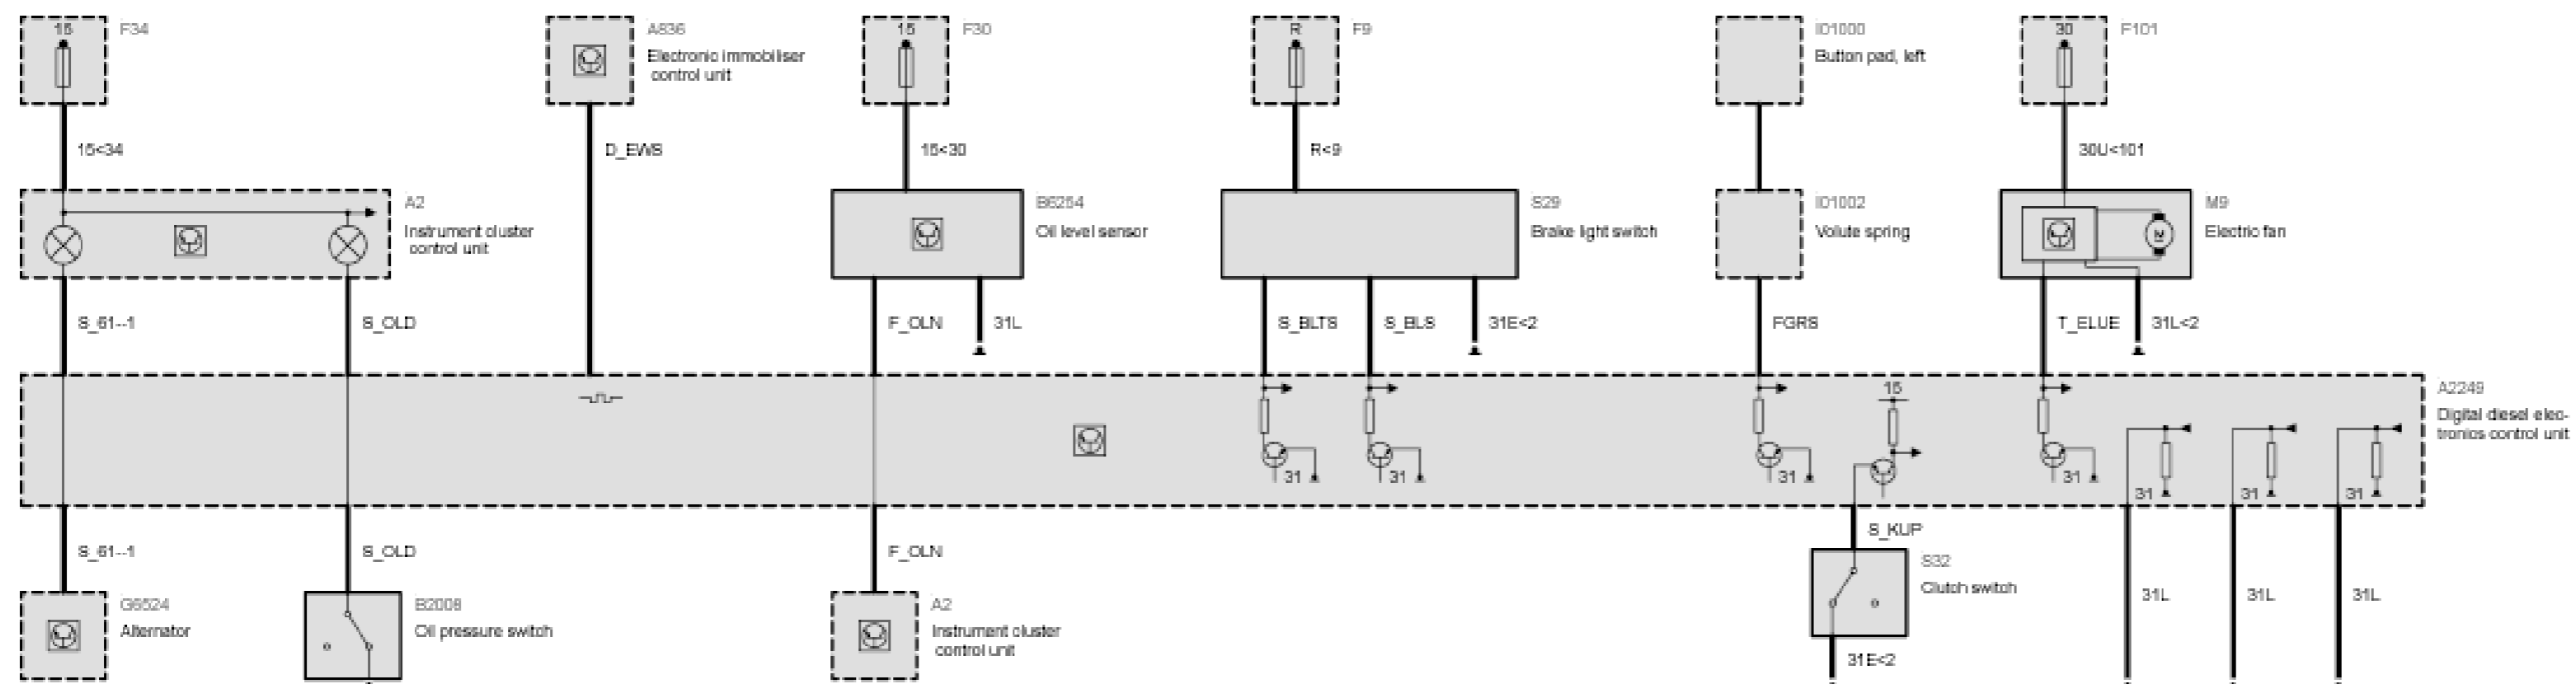 15 F34 A836 15 F30 R F9 I01000 30 F101
Electronic immobiliser Button pad, left
control unit
15<34 D_EWS 15<30 R<9 30U<101
A2 B6254 S29 I01002 M9
Instrument cluster Oil level sensor Brake light switch Volute spring M Electric fan
control unit
S_61--1 S_OLD F_OLN 31L S_BLTS S_BLS 31E<2 FGRS T_ELUE 31L<2
15 A2249
Digital diesel elec-
tronics control unit
31 31 31 31 31 31 31
S_KUP
S_61--1 S_OLD F_OLN
S32
Clutch switch
31L 31L 31L
G6524 B2008 A2
Alternator Oil pressure switch Instrument cluster
control unit
31E<2